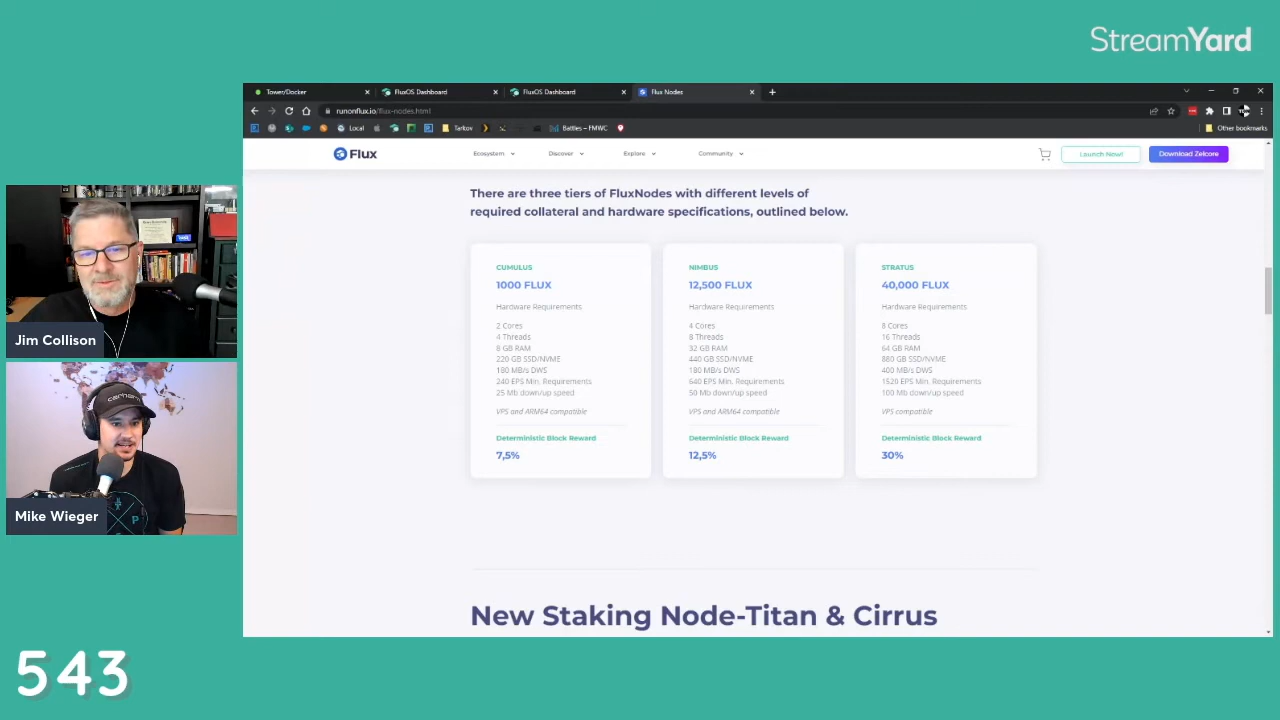 StreamYard
Tower/Docker
FluxOS Dashboard
FluxOS Dashboard
Flux Nodes
runonflux.io/flux-nodes.html
Local
Tarkov
Battles – FMWC
Other bookmarks
Flux
Ecosystem
Discover
Explore
Community
Launch Now!
Download Zelcore
There are three tiers of FluxNodes with different levels of
required collateral and hardware specifications, outlined below.
CUMULUS
1000 FLUX
Hardware Requirements
2 Cores
4 Threads
8 GB RAM
220 GB SSD/NVME
180 MB/s DWS
240 EPS Min. Requirements
25 Mb down/up speed
VPS and ARM64 compatible
Deterministic Block Reward
7,5%
NIMBUS
12,500 FLUX
Hardware Requirements
4 Cores
8 Threads
32 GB RAM
440 GB SSD/NVME
180 MB/s DWS
640 EPS Min. Requirements
50 Mb down/up speed
VPS and ARM64 compatible
Deterministic Block Reward
12,5%
STRATUS
40,000 FLUX
Hardware Requirements
8 Cores
16 Threads
64 GB RAM
880 GB SSD/NVME
400 MB/s DWS
1520 EPS Min. Requirements
100 Mb down/up speed
VPS compatible
Deterministic Block Reward
30%
New Staking Node-Titan & Cirrus
Jim Collison
carhartt
Mike Wieger
543